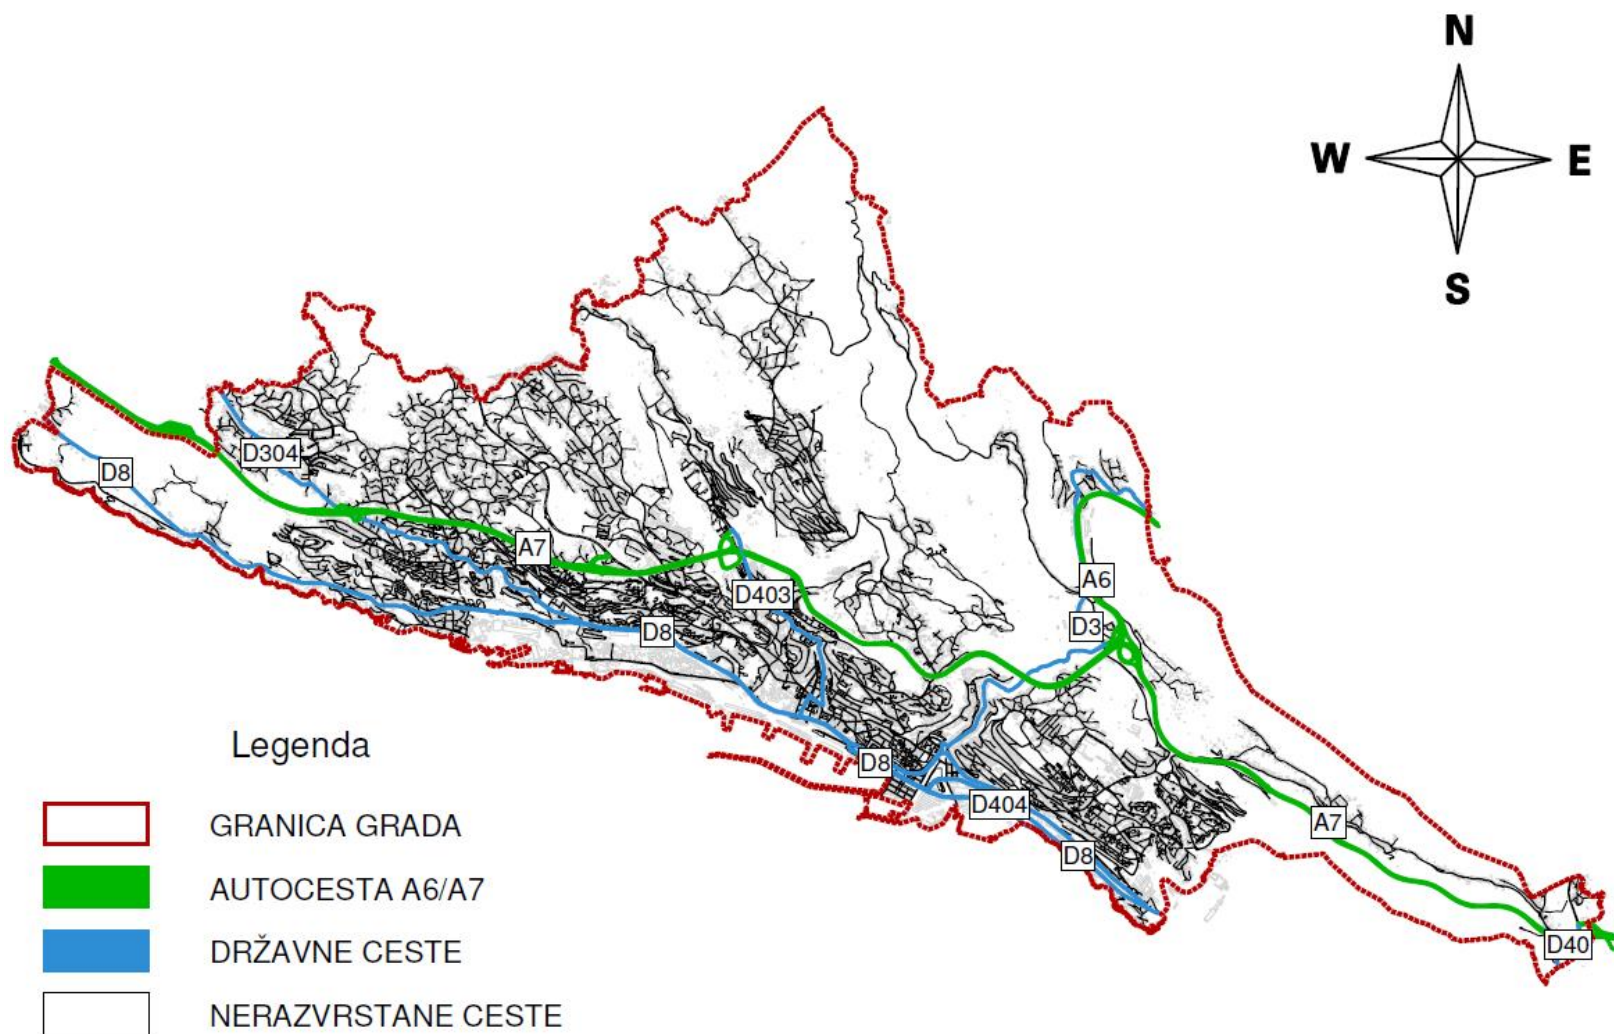 N
W E
S
D304
D8
A7
A6
D403
D3
D8
D8
D404
A7
D8
D40
Legenda
GRANICA GRADA
AUTOCESTA A6/A7
DRŽAVNE CESTE
NERAZVRSTANE CESTE